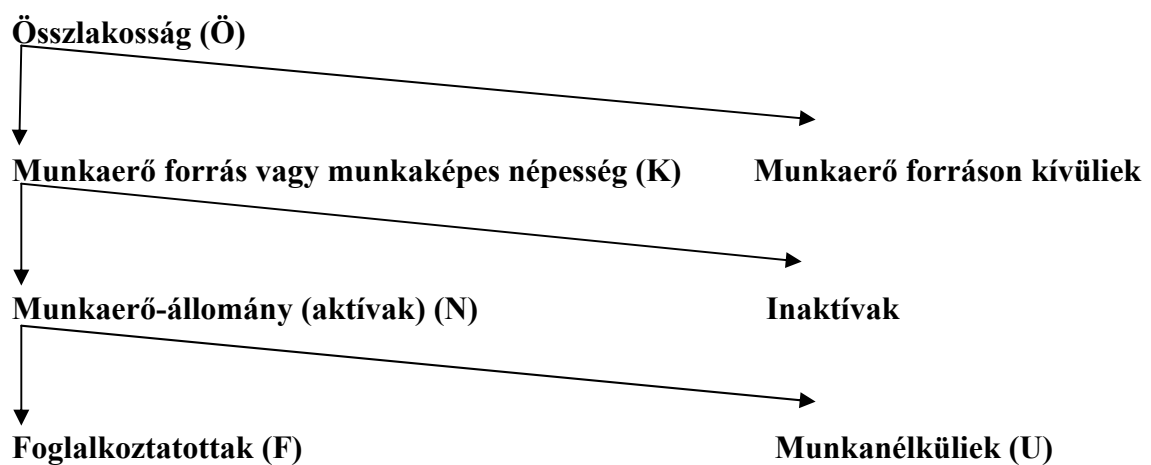 Összlakosság (Ö)
Munkaerő forrás vagy munkaképes népesség (K) Munkaerő forráson kívüliek
Munkaerő-állomány (aktívak) (N) Inaktívak
Foglalkoztatottak (F) Munkanélküliek (U)